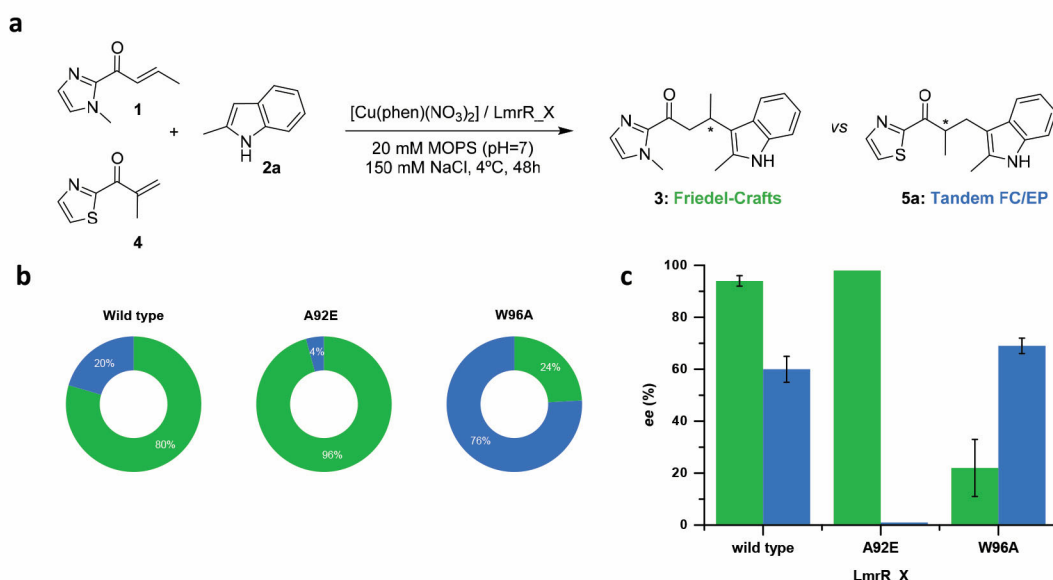 a
O
N
N
1
+
O
N
S
4
N
H
2a
[Cu(phen)(NO3)2] / LmrR_X
20 mM MOPS (pH=7)
150 mM NaCl, 4ºC, 48h
O
N
N
*
NH
3: Friedel-Crafts
vs
O
N
S
*
NH
5a: Tandem FC/EP
b
Wild type
20%
80%
A92E
4%
96%
W96A
24%
76%
c
100
80
60
40
20
0
ee (%)
wild type
A92E
W96A
LmrR_X